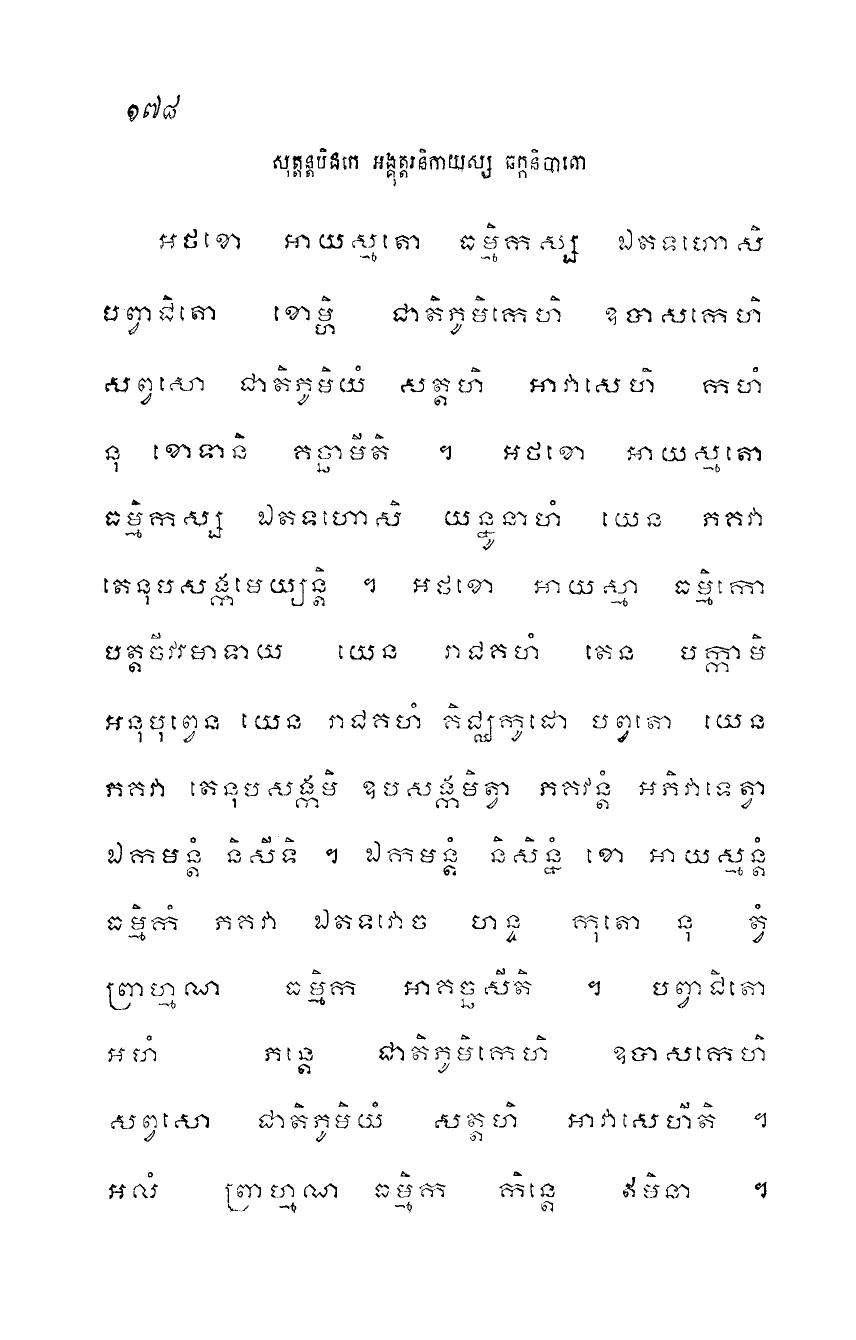 ១៧៨
សុត្តន្តបិដកេ អង្គុត្តរនិកាយស្ស ឆក្កនិបាតោ
អថខោ អាយស្មតោ ធម្មិកស្ស ឯតទហោសិ
បញ្វាជិតោ ខោម្ហិ ជាតិភូមិកេហិ ឧបាសកេហិ
សព្វសោ ជាតិភូមិយំ សត្តហិ អាវាសេហិ កហំ
នុ ខោទានិ គច្ឆាមីតិ ។ អថខោ អាយស្មតោ
ធម្មិកស្ស ឯតទហោសិ យន្នូនាហំ យេន ភគវា
តេនុបសង្កមេយ្យន្តិ ។ អថខោ អាយស្មា ធម្មិកោ
បត្តចីវរមាទាយ យេន រាជគហំ តេន បក្កាមិ
អនុបុព្វេន យេន រាជគហំ គិជ្ឈកូដោ បព្វតោ យេន
ភគវា តេនុបសង្កមិ ឧបសង្កមិត្វា ភគវន្តំ អភិវាទេត្វា
ឯកមន្តំ និសីទិ ។ ឯកមន្តំ និសិន្នំ ខោ អាយស្មន្តំ
ធម្មិកំ ភគវា ឯតទវោច ហន្ទ កុតោ នុ ត្វំ
ព្រាហ្មណ ធម្មិក អាគច្ឆសីតិ ។ បព្វាជិតោ
អហំ ភន្តេ ជាតិភូមិកេហិ ឧបាសកេហិ
សព្វសោ ជាតិភូមិយំ សត្តហិ អាវាសេហីតិ ។
អលំ ព្រាហ្មណ ធម្មិក កិន្តេ ឥមិនា ។